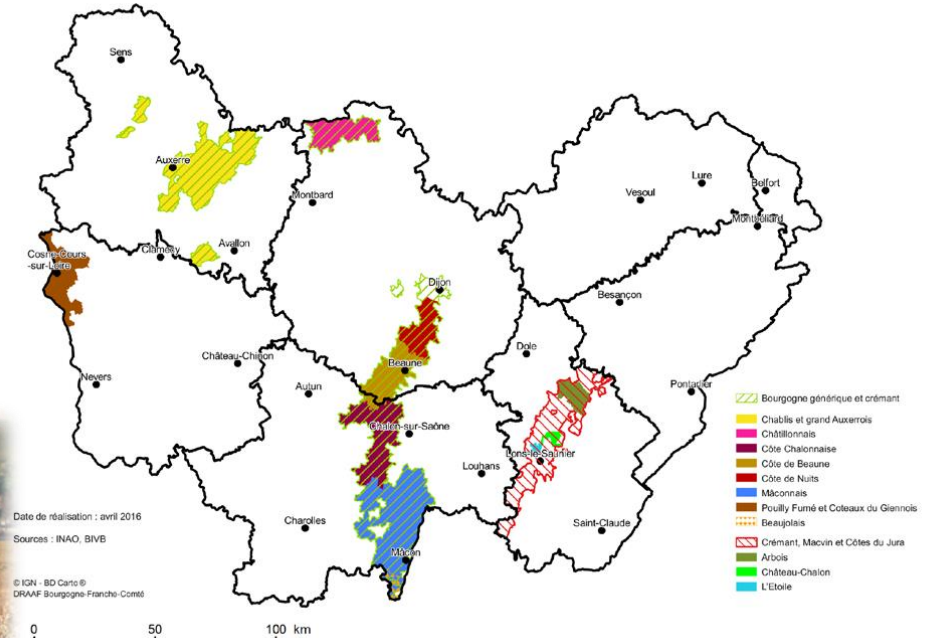 Sens
Auxerre
Montbard
Vesoul
Lure
Belfort
Montbéliard
Clamecy
Avallon
Cosne-Cours
-sur-Loire
Dijon
Besançon
Château-Chinon
Beaune
Dole
Nevers
Autun
Pontarlier
Chalon-sur-Saône
Lons-le-Saunier
Louhans
Charolles
Saint-Claude
Mâcon
Bourgogne générique et crémant
Chablis et grand Auxerrois
Châtillonnais
Côte Chalonnaise
Côte de Beaune
Côte de Nuits
Mâconnais
Pouilly Fumé et Coteaux du Giennois
Beaujolais
Crémant, Macvin et Côtes du Jura
Arbois
Château-Chalon
L'Etoile
Date de réalisation : avril 2016
Sources : INAO, BIVB
© IGN - BD Carto ®
DRAAF Bourgogne-Franche-Comté
0 50 100 km